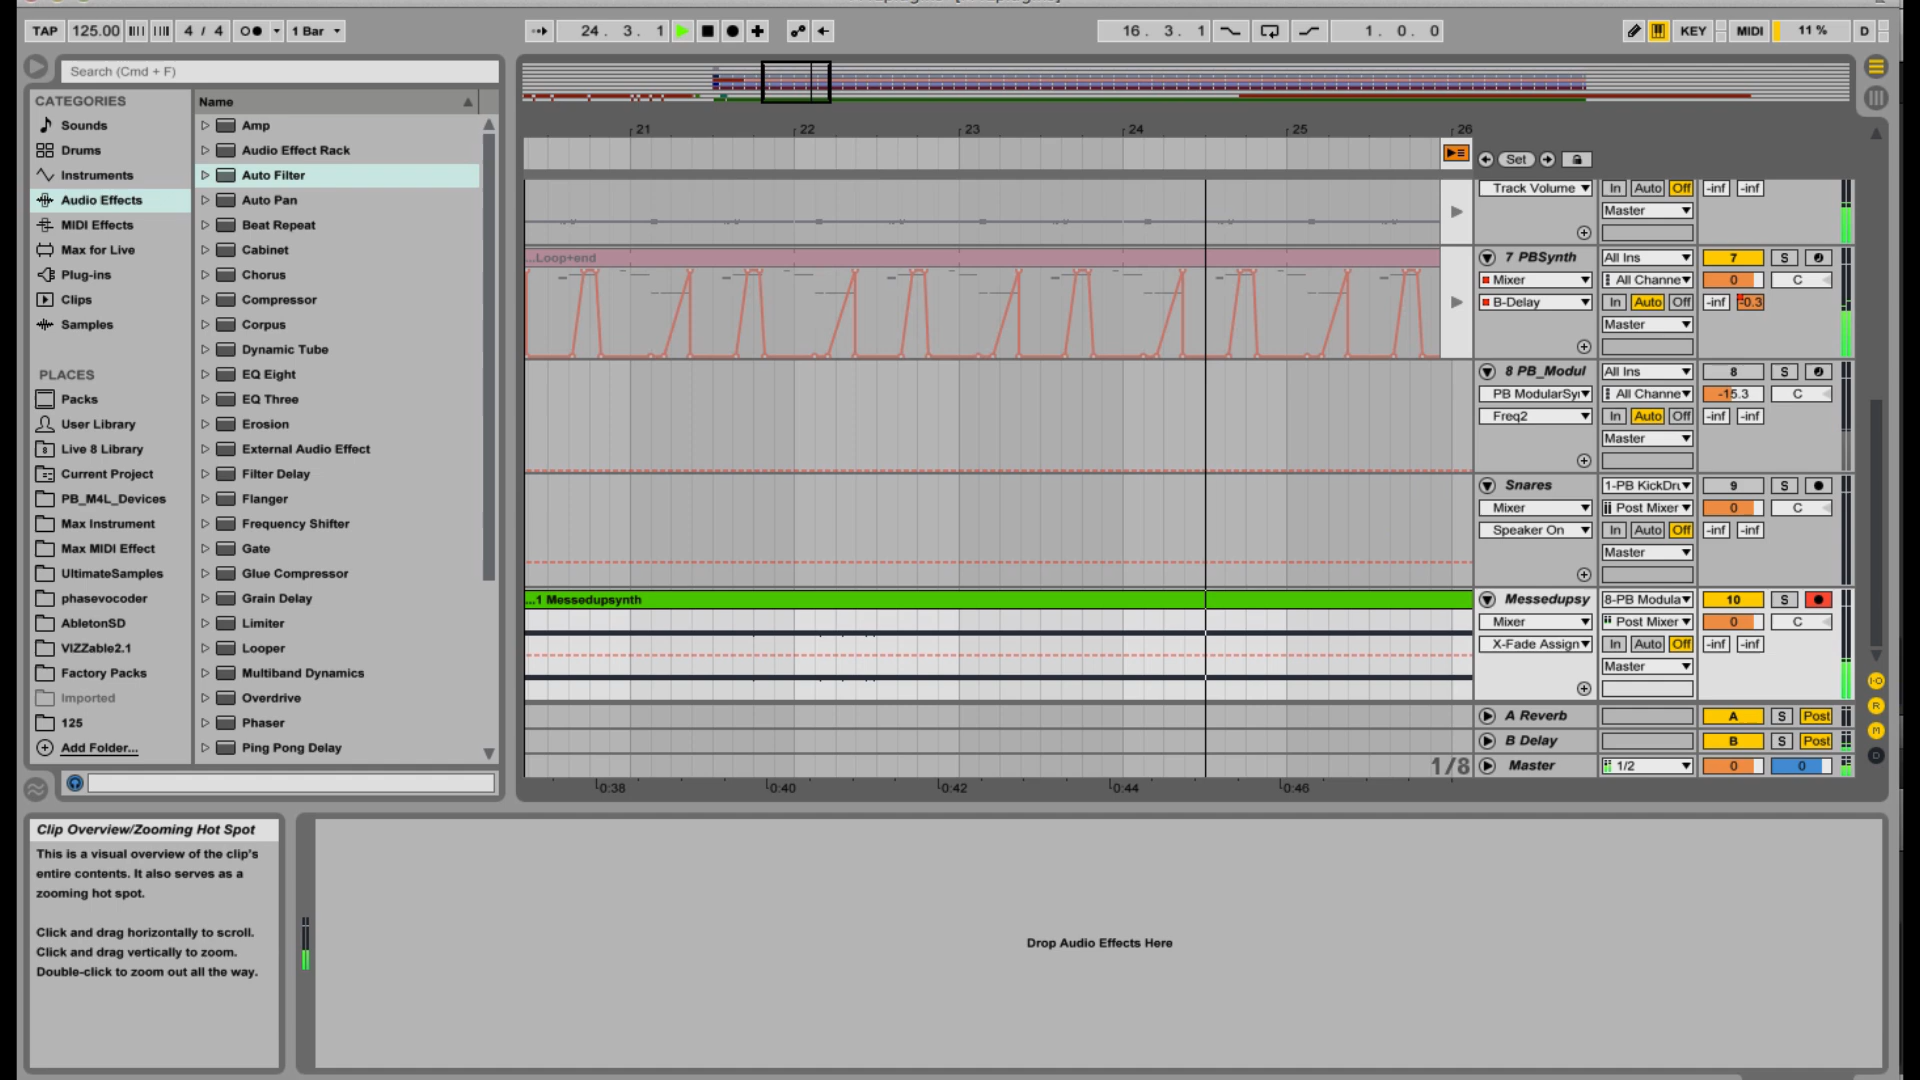 TAP 125.00 4 / 4 1 Bar 24. 3. 1 16. 3. 1 1. 0. 0 KEY MIDI 11 % D
Search (Cmd + F)
CATEGORIES
Sounds
Drums
Instruments
Audio Effects
MIDI Effects
Max for Live
Plug-ins
Clips
Samples
PLACES
Packs
User Library
Live 8 Library
Current Project
PB_M4L_Devices
Max Instrument
Max MIDI Effect
UltimateSamples
phasevocoder
AbletonSD
VIZZable2.1
Factory Packs
Imported
125
Add Folder...
Name
Amp
Audio Effect Rack
Auto Filter
Auto Pan
Beat Repeat
Cabinet
Chorus
Compressor
Corpus
Dynamic Tube
EQ Eight
EQ Three
Erosion
External Audio Effect
Filter Delay
Flanger
Frequency Shifter
Gate
Glue Compressor
Grain Delay
Limiter
Looper
Multiband Dynamics
Overdrive
Phaser
Ping Pong Delay
21 22 23 24 25 26
Set
Track Volume In Auto Off -inf -inf
Master
...Loop+end
7 PBSynth All Ins 7 S
Mixer All Channe 0 C
B-Delay In Auto Off -inf -0.3
Master
8 PB_Modul All Ins 8 S
PB ModularSy All Channe -15.3 C
Freq2 In Auto Off -inf -inf
Master
Snares 1-PB KickDru 9 S
Mixer Post Mixer 0 C
Speaker On In Auto Off -inf -inf
Master
...1 Messedupsynth
Messedupsy 8-PB Modula 10 S
Mixer Post Mixer 0 C
X-Fade Assign In Auto Off -inf -inf
Master
A Reverb A S Post
B Delay B S Post
1/8 Master 1/2 0 0
0:38 0:40 0:42 0:44 0:46
I·O
R
M
D
Clip Overview/Zooming Hot Spot
This is a visual overview of the clip's
entire contents. It also serves as a
zooming hot spot.
Click and drag horizontally to scroll.
Click and drag vertically to zoom.
Double-click to zoom out all the way.
Drop Audio Effects Here